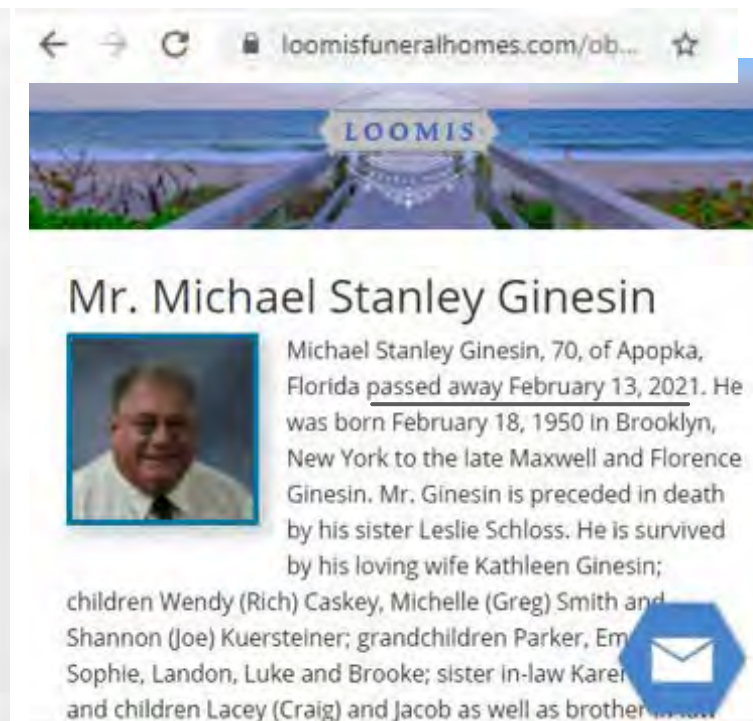 loomisfuneralhomes.com/ob...
LOOMIS
Mr. Michael Stanley Ginesin
Michael Stanley Ginesin, 70, of Apopka,
Florida passed away February 13, 2021. He
was born February 18, 1950 in Brooklyn,
New York to the late Maxwell and Florence
Ginesin. Mr. Ginesin is preceded in death
by his sister Leslie Schloss. He is survived
by his loving wife Kathleen Ginesin;
children Wendy (Rich) Caskey, Michelle (Greg) Smith and
Shannon (Joe) Kuersteiner; grandchildren Parker,
Sophie, Landon, Luke and Brooke; sister in-law
and children Lacey (Craig) and Jacob as well as brother